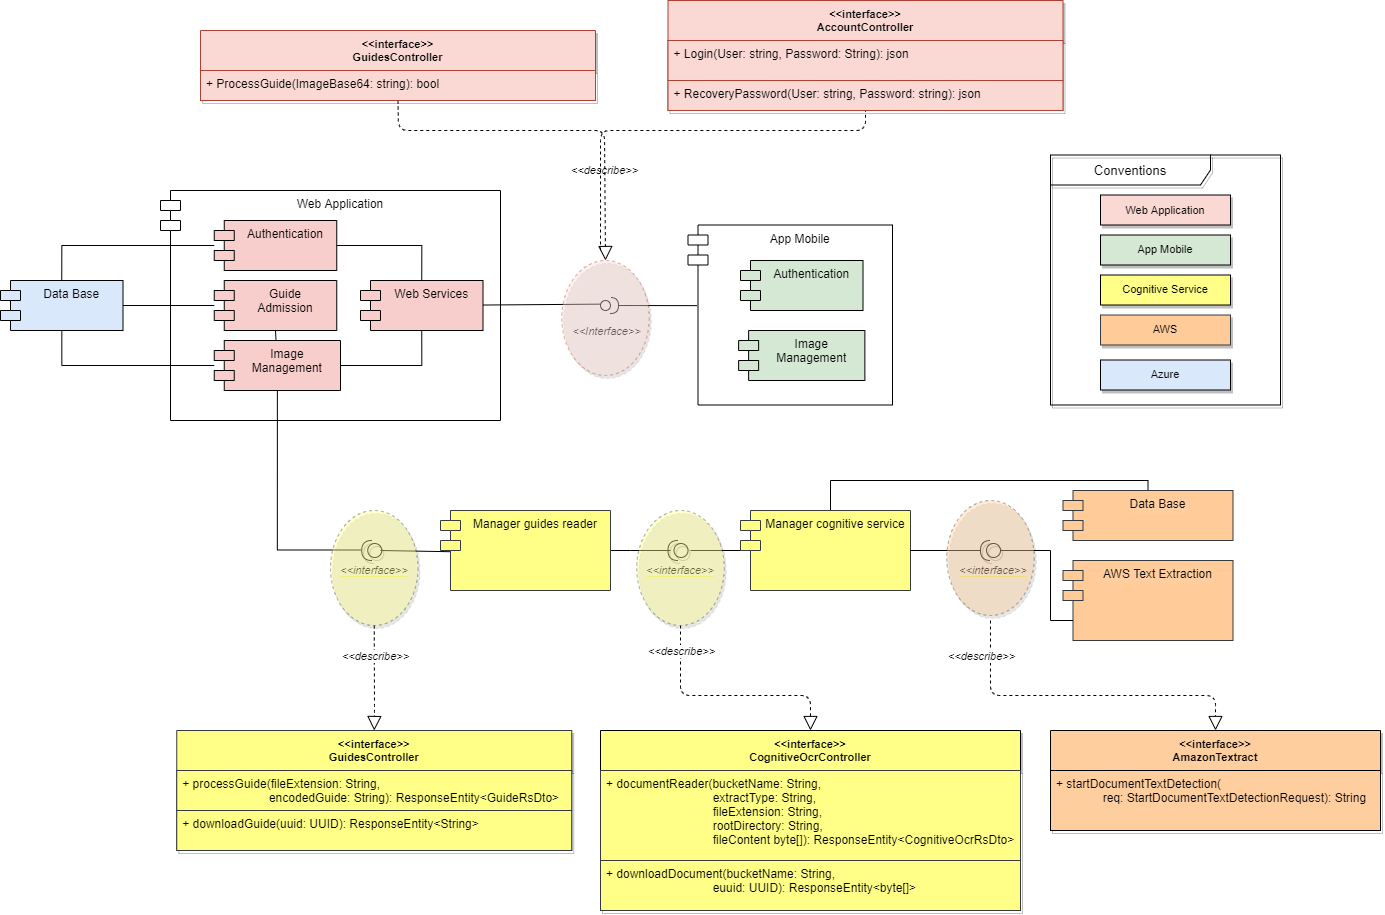 <<interface>>
GuidesController
+ ProcessGuide(ImageBase64: string): bool
<<interface>>
AccountController
+ Login(User: string, Password: String): json
+ RecoveryPassword(User: string, Password: string): json
<<describe>>
Conventions
Web Application
App Mobile
Cognitive Service
AWS
Azure
Web Application
Authentication
Guide
Admission
Image
Management
Web Services
Data Base
<<Interface>>
App Mobile
Authentication
Image
Management
<<interface>>
Manager guides reader
<<interface>>
Manager cognitive service
<<interface>>
Data Base
AWS Text Extraction
<<describe>>
<<describe>>
<<describe>>
<<interface>>
GuidesController
+ processGuide(fileExtension: String,
encodedGuide: String): ResponseEntity<GuideRsDto>
+ downloadGuide(uuid: UUID): ResponseEntity<String>
<<interface>>
CognitiveOcrController
+ documentReader(bucketName: String,
extractType: String,
fileExtension: String,
rootDirectory: String,
fileContent byte[]): ResponseEntity<CognitiveOcrRsDto>
+ downloadDocument(bucketName: String,
euuid: UUID): ResponseEntity<byte[]>
<<interface>>
AmazonTextract
+ startDocumentTextDetection(
req: StartDocumentTextDetectionRequest): String